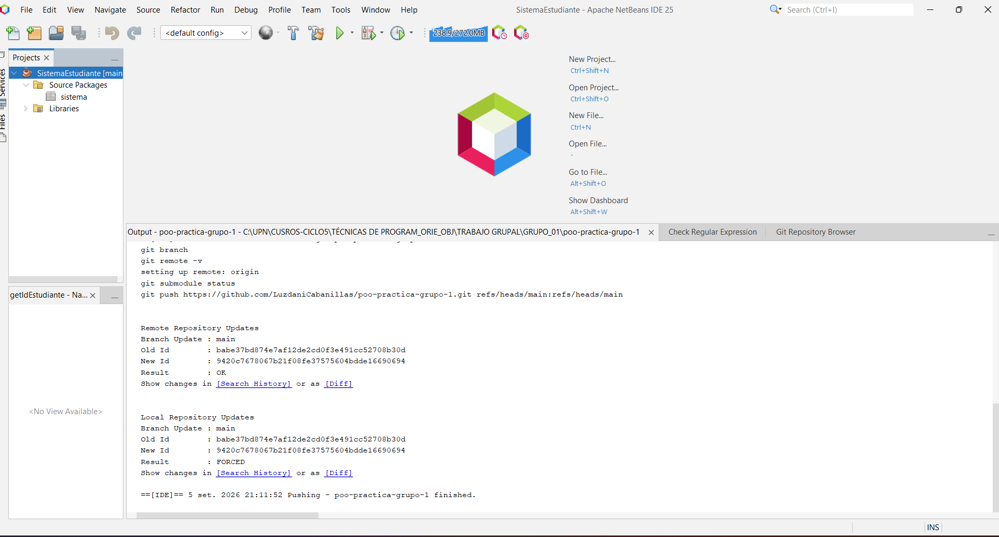 File Edit View Navigate Source Refactor Run Debug Profile Team Tools Window Help
SistemaEstudiante - Apache NetBeans IDE 25
Search (Ctrl+I)
<default config>
238.9/272.0MB
Services
Files
Projects
SistemaEstudiante [main
Source Packages
sistema
Libraries
New Project...
Ctrl+Shift+N
Open Project...
Ctrl+Shift+O
New File...
Ctrl+N
Open File...
-
Go to File...
Alt+Shift+O
Show Dashboard
Alt+Shift+W
getIdEstudiante - Na...
<No View Available>
Output - poo-practica-grupo-1 - C:\UPN\CUSROS-CICLO5\TÉCNICAS DE PROGRAM_ORIE_OBJ\TRABAJO GRUPAL\GRUPO_01\poo-practica-grupo-1
Check Regular Expression
Git Repository Browser
git branch
git remote -v
setting up remote: origin
git submodule status
git push https://github.com/LuzdaniCabanillas/poo-practica-grupo-1.git refs/heads/main:refs/heads/main
Remote Repository Updates
Branch Update : main
Old Id : babe37bd874e7af12de2cd0f3e491cc52708b30d
New Id : 9420c7678067b21f08fe37575604bdde16690694
Result : OK
Show changes in [Search History] or as [Diff]
Local Repository Updates
Branch Update : main
Old Id : babe37bd874e7af12de2cd0f3e491cc52708b30d
New Id : 9420c7678067b21f08fe37575604bdde16690694
Result : FORCED
Show changes in [Search History] or as [Diff]
==[IDE]== 5 set. 2026 21:11:52 Pushing - poo-practica-grupo-1 finished.
INS